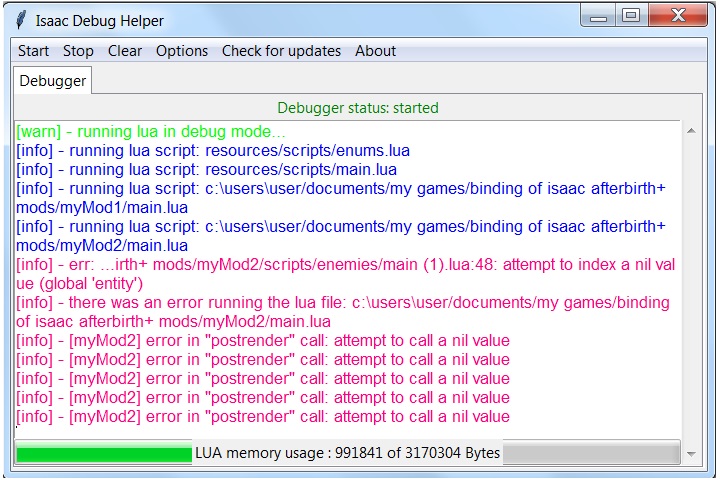 Isaac Debug Helper
Start Stop Clear Options Check for updates About
Debugger
Debugger status: started
[warn] - running lua in debug mode...
[info] - running lua script: resources/scripts/enums.lua
[info] - running lua script: resources/scripts/main.lua
[info] - running lua script: c:\users\user/documents/my games/binding of isaac afterbirth+
mods/myMod1/main.lua
[info] - running lua script: c:\users\user/documents/my games/binding of isaac afterbirth+
mods/myMod2/main.lua
[info] - err: ...irth+ mods/myMod2/scripts/enemies/main (1).lua:48: attempt to index a nil val
ue (global 'entity')
[info] - there was an error running the lua file: c:\users\user/documents/my games/binding
of isaac afterbirth+ mods/myMod2/main.lua
[info] - [myMod2] error in "postrender" call: attempt to call a nil value
[info] - [myMod2] error in "postrender" call: attempt to call a nil value
[info] - [myMod2] error in "postrender" call: attempt to call a nil value
[info] - [myMod2] error in "postrender" call: attempt to call a nil value
[info] - [myMod2] error in "postrender" call: attempt to call a nil value
LUA memory usage : 991841 of 3170304 Bytes